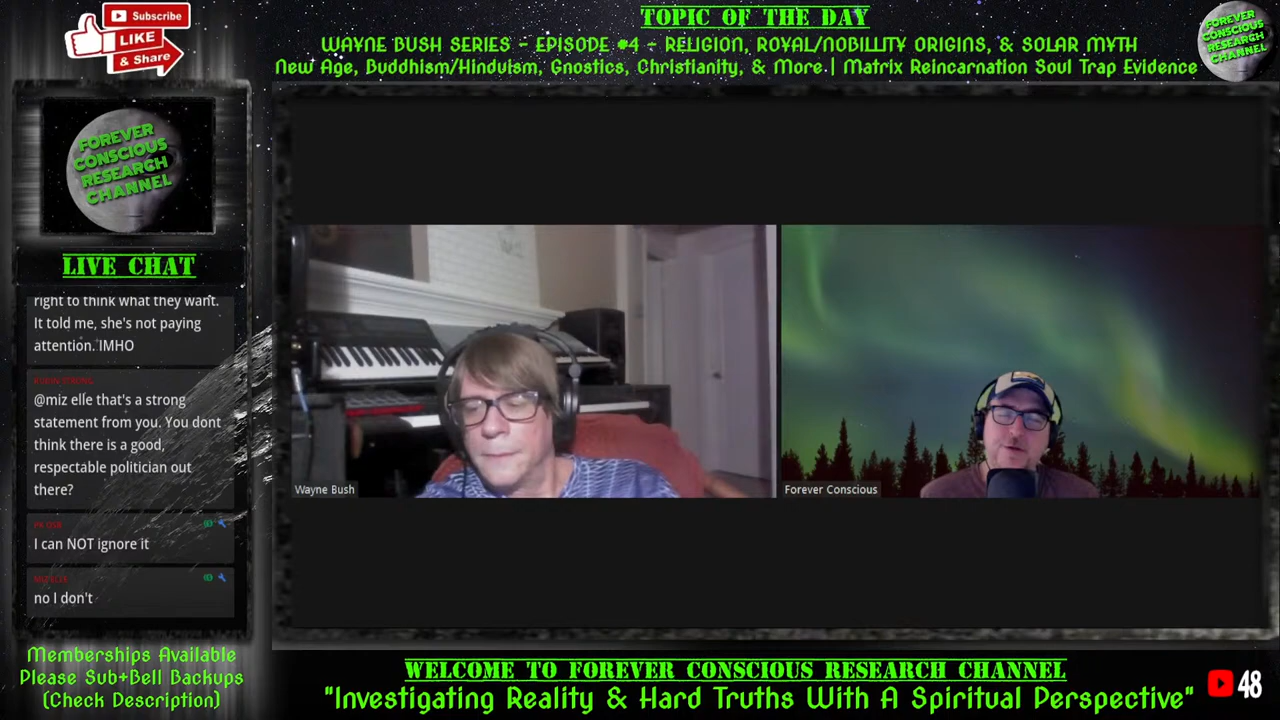 Subscribe
LIKE
& Share
TOPIC OF THE DAY
WAYNE BUSH SERIES - EPISODE #4 - RELIGION, ROYAL/NOBILLITY ORIGINS, & SOLAR MYTH
New Age, Buddhism/Hinduism, Gnostics, Christianity, & More | Matrix Reincarnation Soul Trap Evidence
FOREVER
CONSCIOUS
RESEARCH
CHANNEL
FOREVER
CONSCIOUS
RESEARCH
CHANNEL
LIVE CHAT
right to think what they want.
It told me, she's not paying
attention. IMHO
@miz elle that's a strong
statement from you. You dont
think there is a good,
respectable politician out
there?
I can NOT ignore it
no I don't
Wayne Bush
Forever Conscious
Memberships Available
Please Sub+Bell Backups
(Check Description)
WELCOME TO FOREVER CONSCIOUS RESEARCH CHANNEL
"Investigating Reality & Hard Truths With A Spiritual Perspective"
48